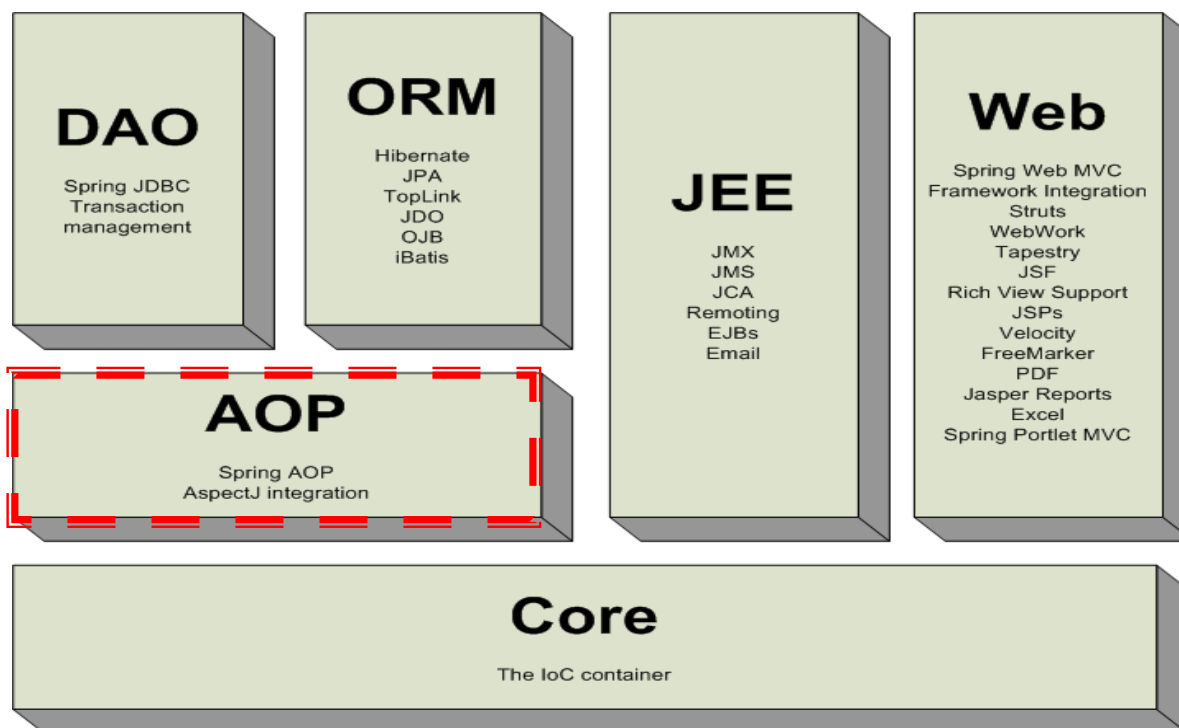 DAO
Spring JDBC
Transaction
management
ORM
Hibernate
JPA
TopLink
JDO
OJB
iBatis
JEE
JMX
JMS
JCA
Remoting
EJBs
Email
Web
Spring Web MVC
Framework Integration
Struts
WebWork
Tapestry
JSF
Rich View Support
JSPs
Velocity
FreeMarker
PDF
Jasper Reports
Excel
Spring Portlet MVC
AOP
Spring AOP
AspectJ integration
Core
The IoC container